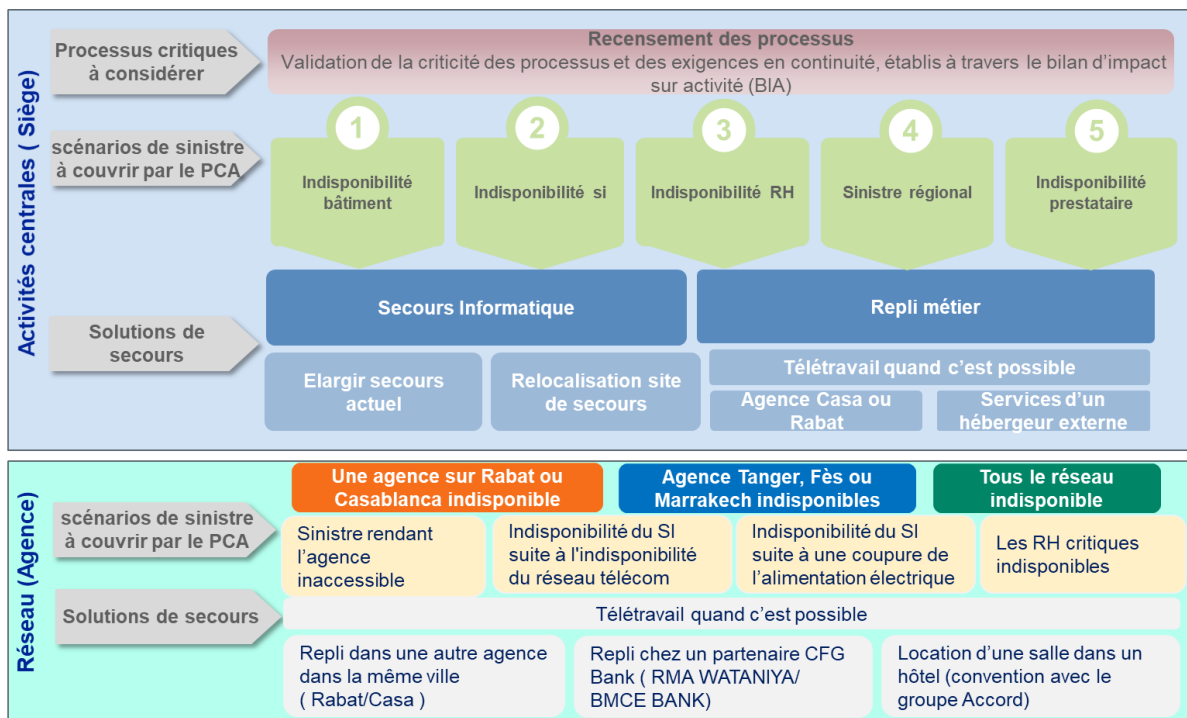 Activités centrales ( Siège)
Processus critiques
à considérer
Recensement des processus
Validation de la criticité des processus et des exigences en continuité, établis à travers le bilan d'impact
sur activité (BIA)
scénarios de sinistre
à couvrir par le PCA
1
Indisponibilité
bâtiment
2
Indisponibilité si
3
Indisponibilité RH
4
Sinistre régional
5
Indisponibilité
prestataire
Solutions de
secours
Secours Informatique
Repli métier
Elargir secours
actuel
Relocalisation site
de secours
Télétravail quand c'est possible
Agence Casa ou
Rabat
Services d'un
hébergeur externe
Réseau (Agence)
Une agence sur Rabat ou
Casablanca indisponible
Agence Tanger, Fès ou
Marrakech indisponibles
Tous le réseau
indisponible
scénarios de sinistre
à couvrir par le PCA
Sinistre rendant
l'agence
inaccessible
Indisponibilité du SI
suite à l'indisponibilité
du réseau télécom
Indisponibilité du SI
suite à une coupure de
l'alimentation électrique
Les RH critiques
indisponibles
Solutions de secours
Télétravail quand c'est possible
Repli dans une autre agence
dans la même ville
( Rabat/Casa )
Repli chez un partenaire CFG
Bank ( RMA WATANIYA/
BMCE BANK)
Location d'une salle dans un
hôtel (convention avec le
groupe Accord)